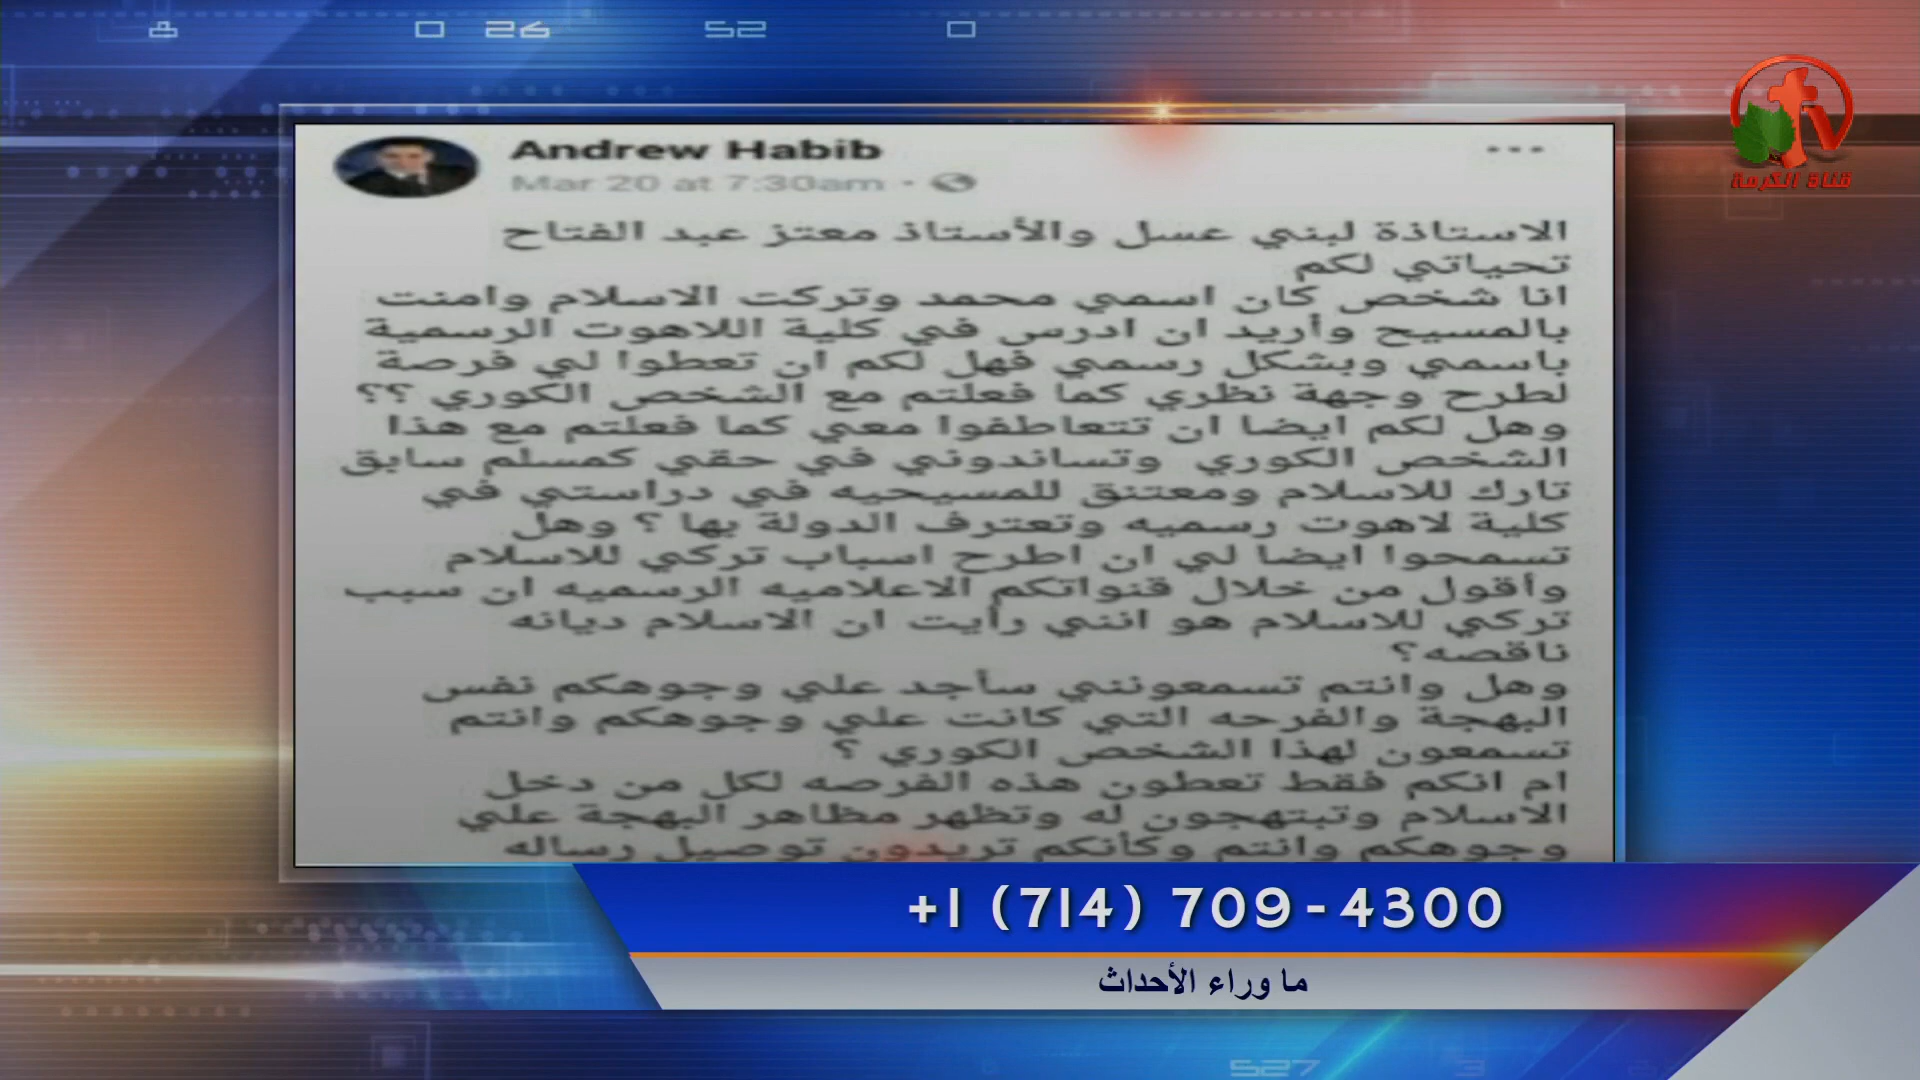 26
52
قناة الكرمة
Andrew Habib
Mar 20 at 7:30am
الاستاذة لبني عسل والأستاذ معتز عبد الفتاح
تحياتي لكم
انا شخص كان اسمي محمد وتركت الاسلام وامنت
بالمسيح وأريد ان ادرس في كلية اللاهوت الرسمية
باسمي وبشكل رسمي فهل لكم ان تعطوا لي فرصة
لطرح وجهة نظري كما فعلتم مع الشخص الكوري ؟؟
وهل لكم ايضا ان تتعاطفوا معي كما فعلتم مع هذا
الشخص الكوري وتساندوني في حقي كمسلم سابق
تارك للاسلام ومعتنق للمسيحيه في دراستي في
كلية لاهوت رسميه وتعترف الدولة بها ؟ وهل
تسمحوا ايضا لي ان اطرح اسباب تركي للاسلام
وأقول من خلال قنواتكم الاعلاميه الرسميه ان سبب
تركي للاسلام هو انني رأيت ان الاسلام ديانه
ناقصه؟
وهل وانتم تسمعونني سأجد علي وجوهكم نفس
البهجة والفرحه التي كانت علي وجوهكم وانتم
تسمعون لهذا الشخص الكوري ؟
ام انكم فقط تعطون هذه الفرصه لكل من دخل
الاسلام وتبتهجون له وتظهر مظاهر البهجة علي
وجوهكم وانتم وكأنكم تريدون توصيل رساله
+1 (714) 709-4300
ما وراء الأحداث
527